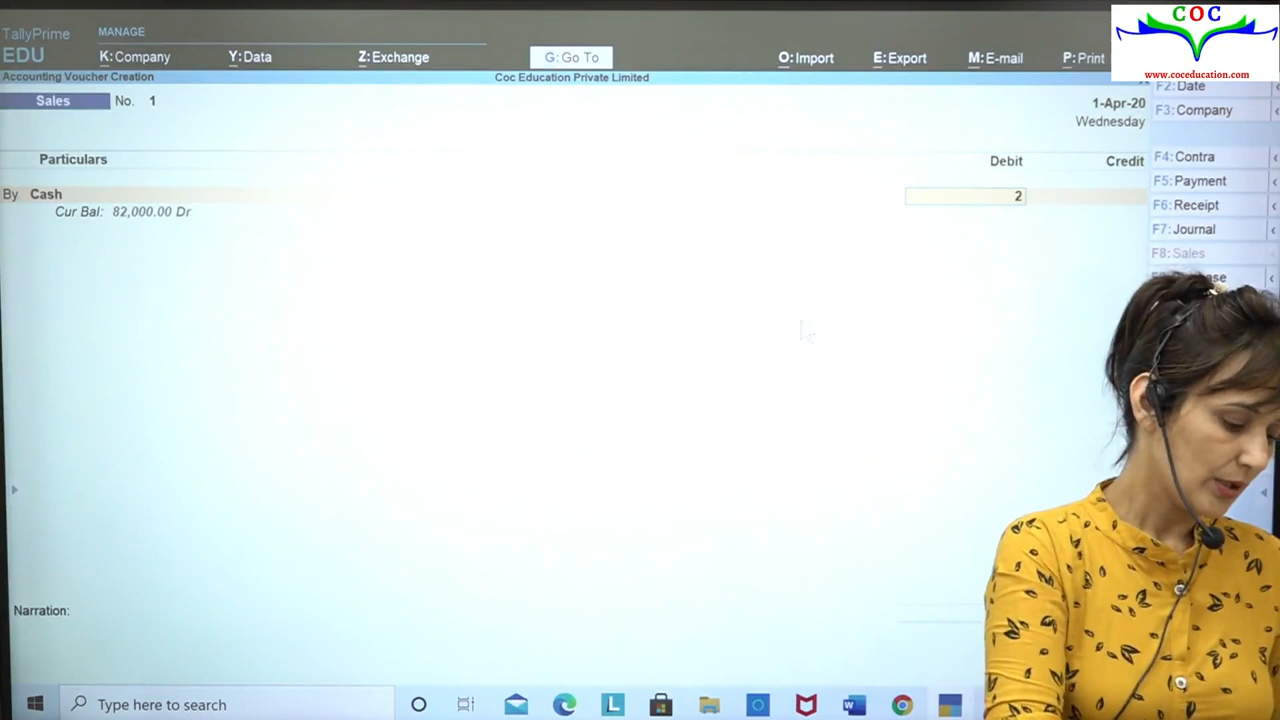 TallyPrime
EDU
MANAGE
K: Company
Y: Data
Z: Exchange
G: Go To
O: Import
E: Export
M: E-mail
P: Print
COC
www.coceducation.com
Accounting Voucher Creation
Coc Education Private Limited
Sales No. 1
1-Apr-20
Wednesday
Particulars
Debit
Credit
By Cash
2
Cur Bal: 82,000.00 Dr
F2: Date
F3: Company
F4: Contra
F5: Payment
F6: Receipt
F7: Journal
F8: Sales
Narration:
Type here to search